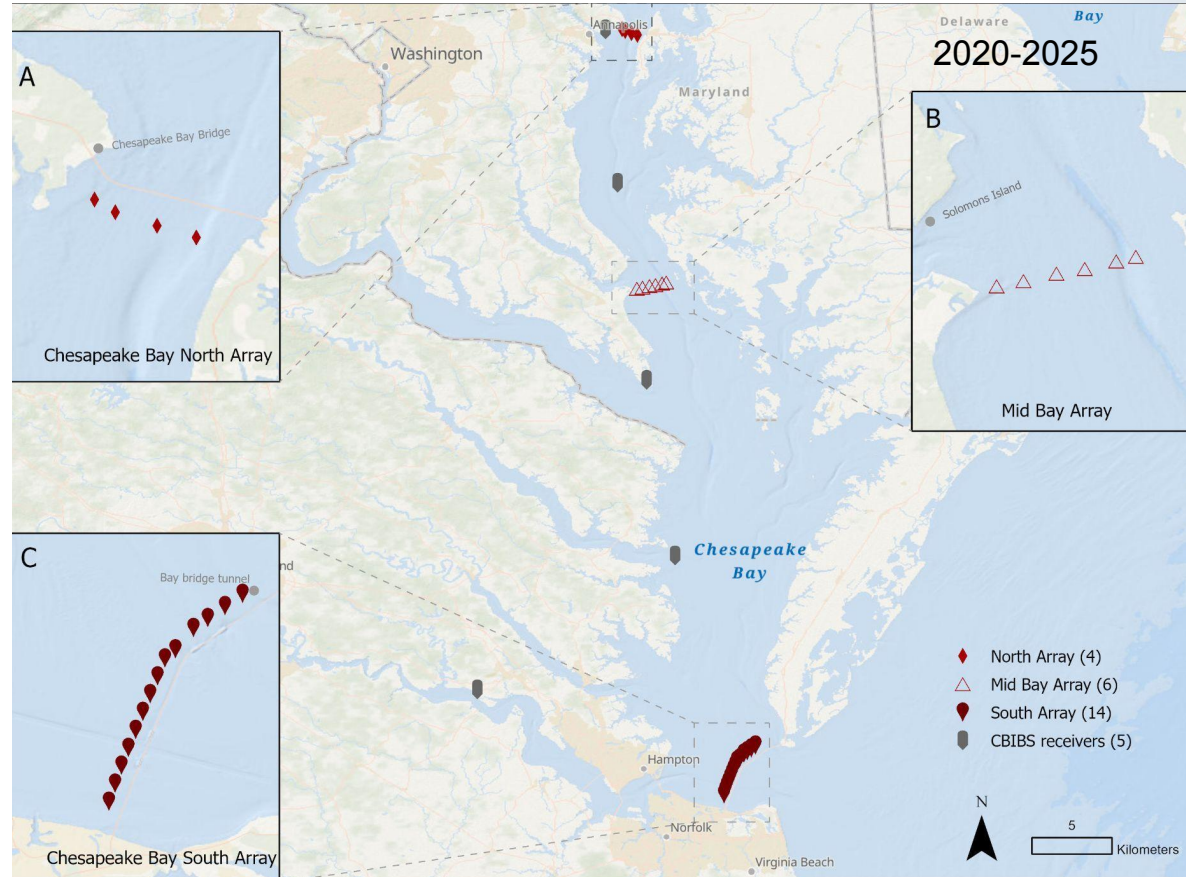 A
Chesapeake Bay Bridge
Chesapeake Bay North Array
Washington
Annapolis
Maryland
Delaware
Bay
2020-2025
B
Solomons Island
Mid Bay Array
C
Bay bridge tunnel
nd
Chesapeake Bay South Array
Chesapeake
Bay
Hampton
Norfolk
Virginia Beach
North Array (4)
Mid Bay Array (6)
South Array (14)
CBIBS receivers (5)
N
5
Kilometers